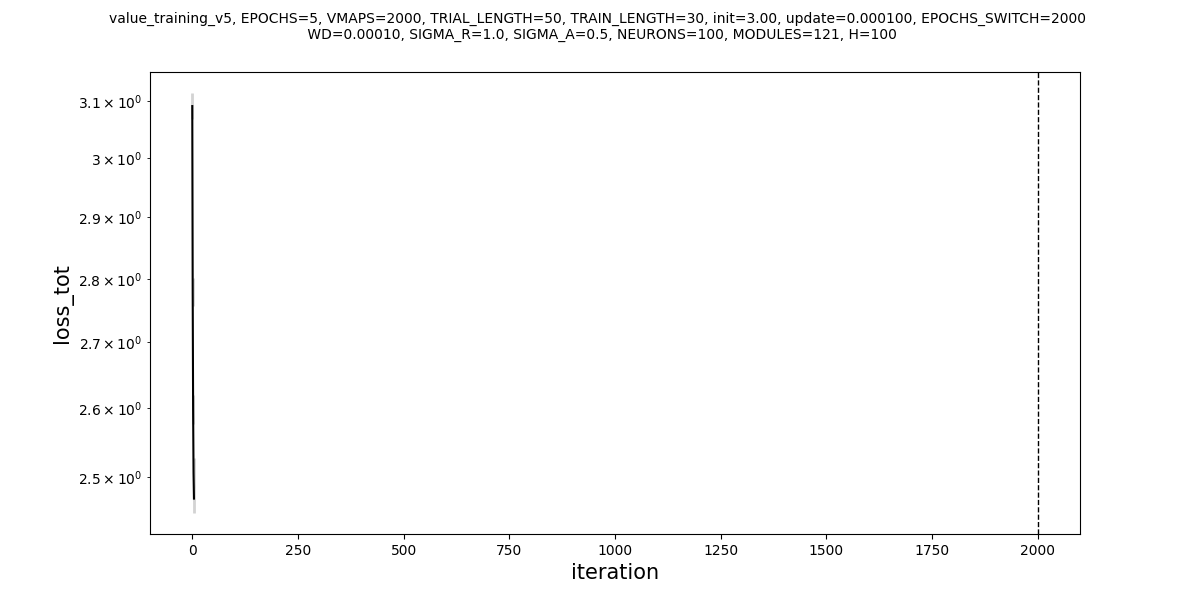 value_training_v5, EPOCHS=5, VMAPS=2000, TRIAL_LENGTH=50, TRAIN_LENGTH=30, init=3.00, update=0.000100, EPOCHS_SWITCH=2000
WD=0.00010, SIGMA_R=1.0, SIGMA_A=0.5, NEURONS=100, MODULES=121, H=100
3.1 × 10⁰
3 × 10⁰
2.9 × 10⁰
2.8 × 10⁰
2.7 × 10⁰
2.6 × 10⁰
2.5 × 10⁰
loss_tot
0 250 500 750 1000 1250 1500 1750 2000
iteration